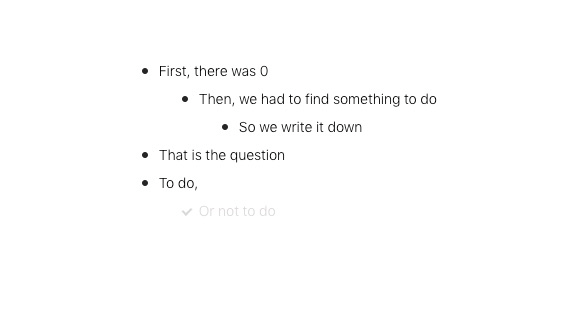 First, there was 0
Then, we had to find something to do
So we write it down
That is the question
To do,
Or not to do